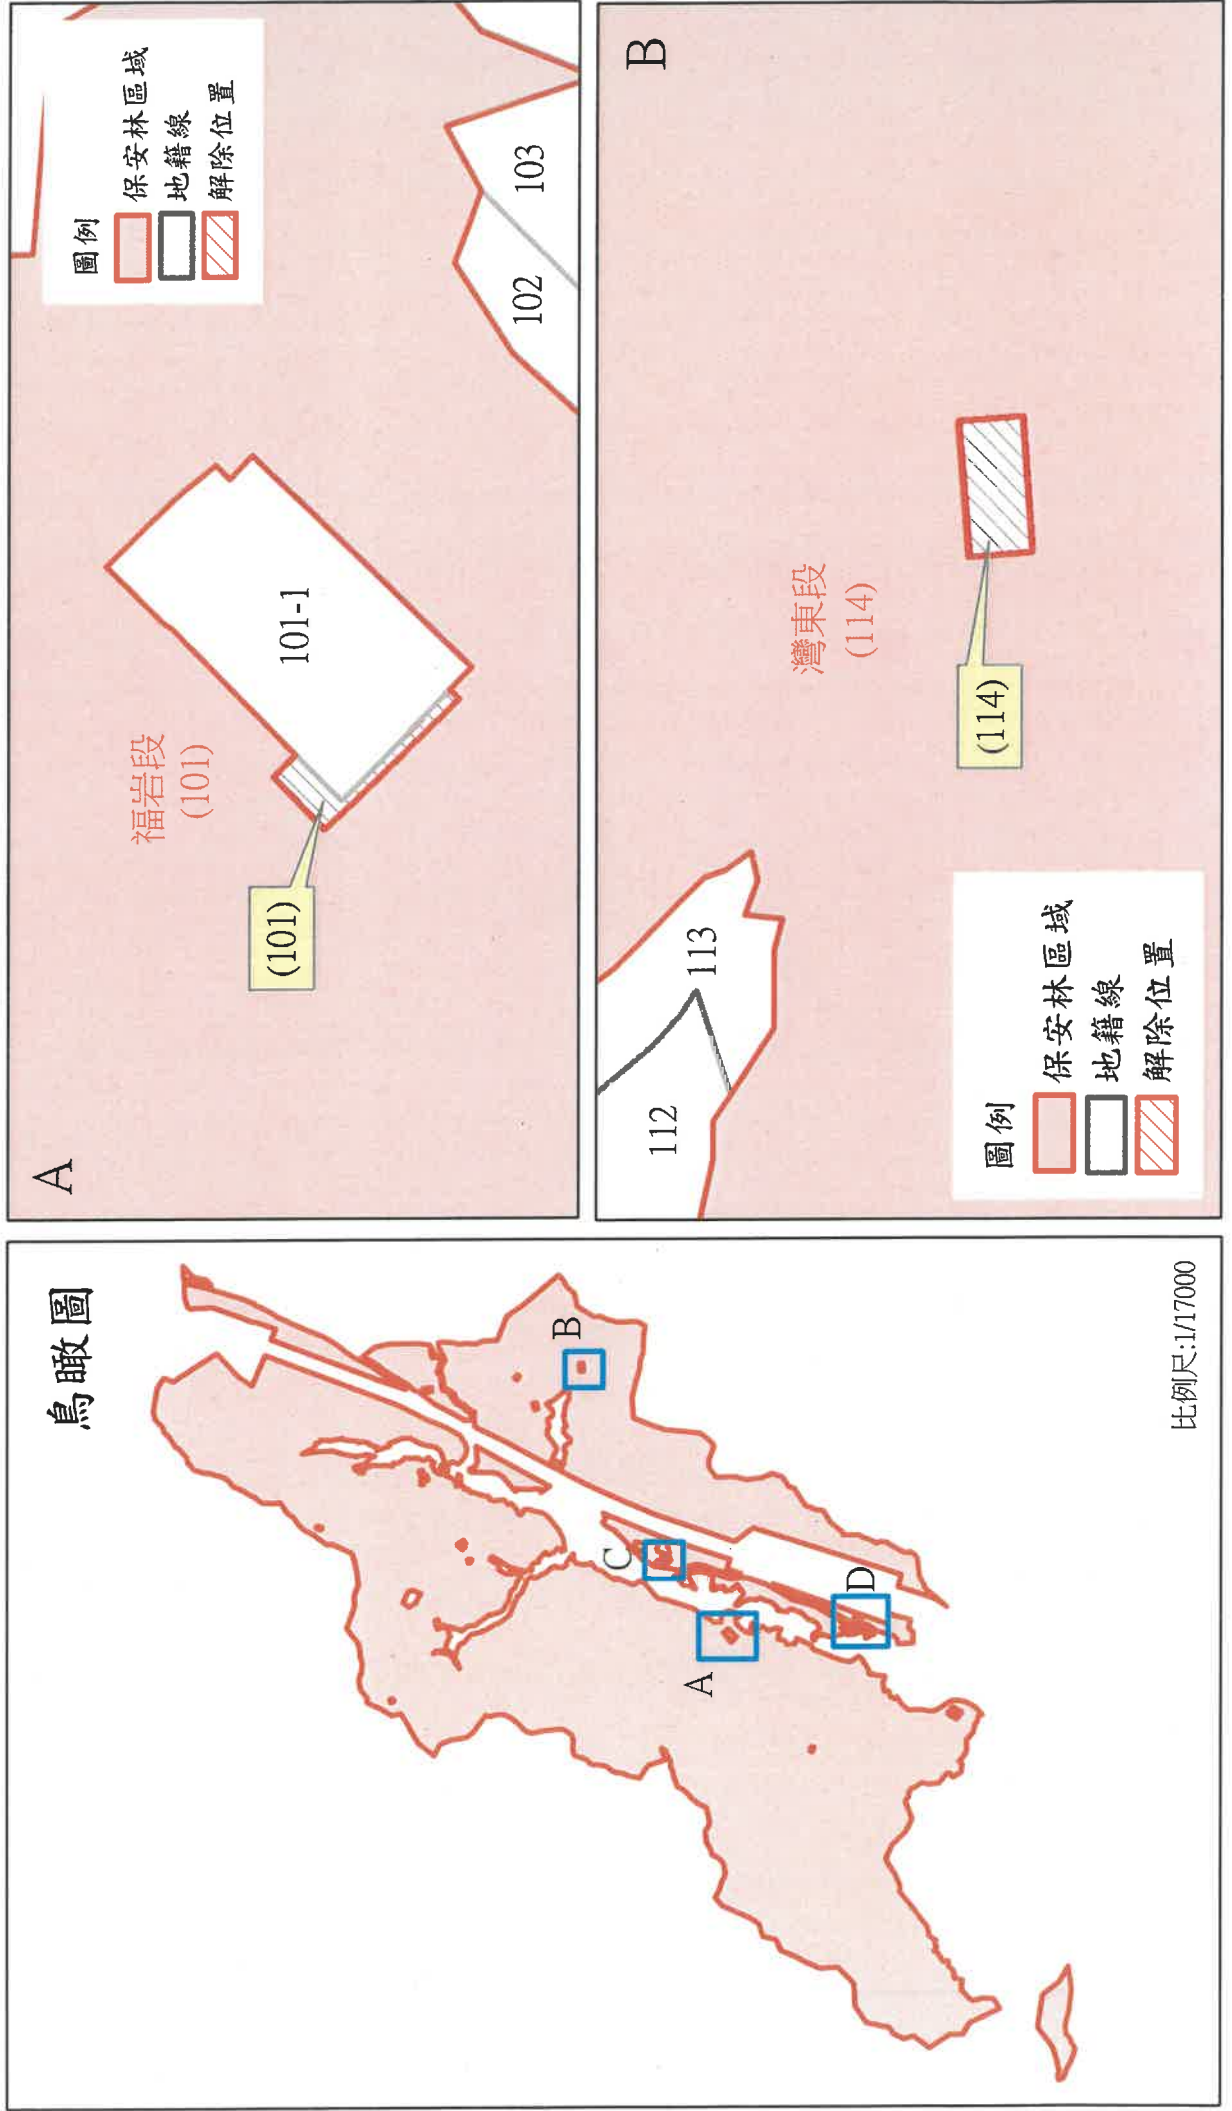 鳥瞰圖
A
B
C
D
比例尺:1/17000
A
福岩段
(101)
(101)
101-1
102
103
圖例
保安林區域
地籍線
解除位置
B
灣東段
(114)
(114)
112
113
圖例
保安林區域
地籍線
解除位置